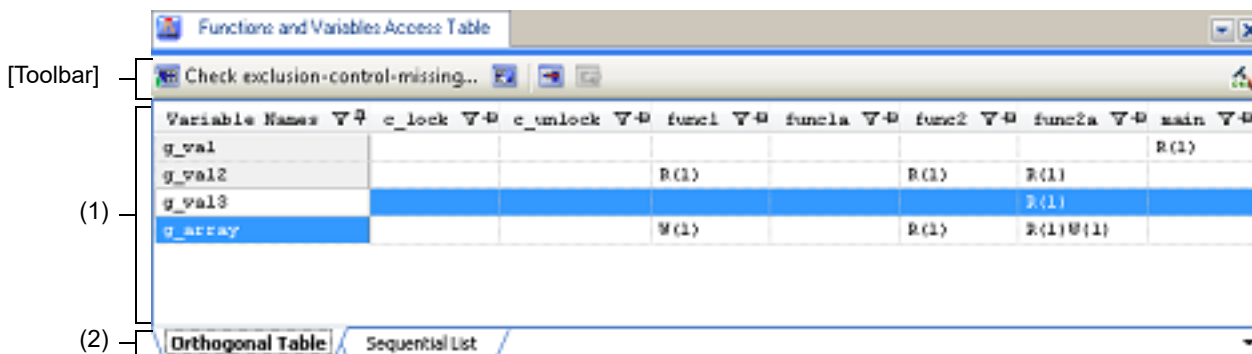 Functions and Variables Access Table
[Toolbar] Check exclusion-control-missing...
Variable Names c_lock c_unlock func1 func1a func2 func2a main
g_val R(1)
g_val2 R(1) R(1) R(1)
(1) g_val3 R(1)
g_array W(1) R(1) R(1)W(1)
(2) Orthogonal Table Sequential List